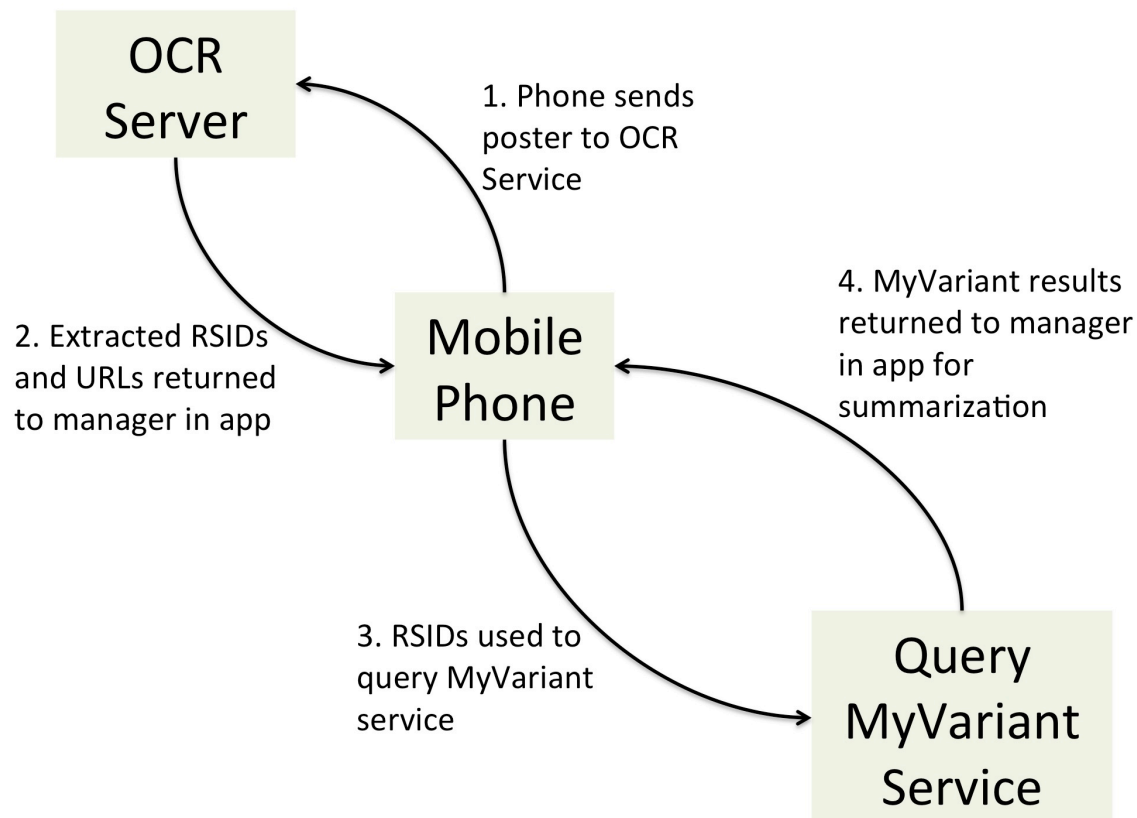 OCR
Server
1. Phone sends
poster to OCR
Service
2. Extracted RSIDs
and URLs returned
to manager in app
Mobile
Phone
4. MyVariant results
returned to manager
in app for
summarization
3. RSIDs used to
query MyVariant
service
Query
MyVariant
Service